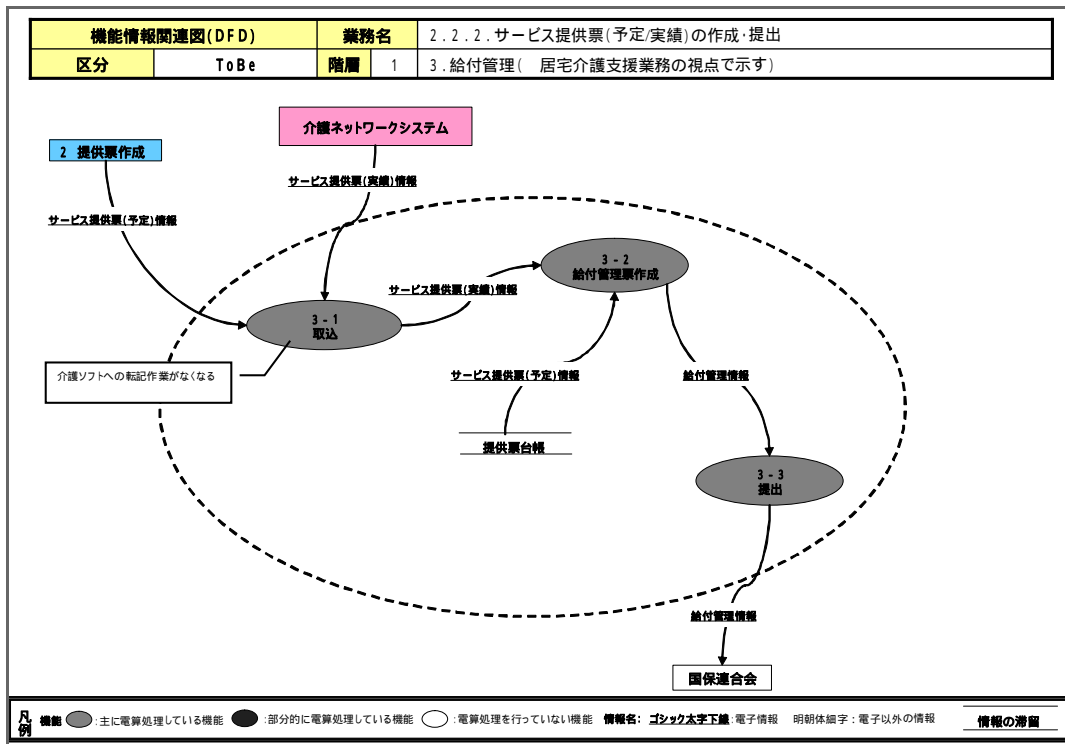 機能情報関連図(DFD) 業務名 2.2.2.サービス提供票(予定/実績)の作成・提出
区分 ToBe 階層 1 3.給付管理( 居宅介護支援業務の視点で示す)
介護ネットワークシステム
2 提供票作成
サービス提供票(実績)情報
サービス提供票(予定)情報
3-2
給付管理票作成
サービス提供票(実績)情報
3-1
取込
介護ソフトへの転記作業がなくなる
サービス提供票(予定)情報
給付管理情報
提供票台帳
3-3
提出
給付管理情報
国保連合会
凡例 機能 :主に電算処理している機能 :部分的に電算処理している機能 :電算処理を行っていない機能 情報名: ゴシック太字下線:電子情報 明朝体細字:電子以外の情報 情報の滞留